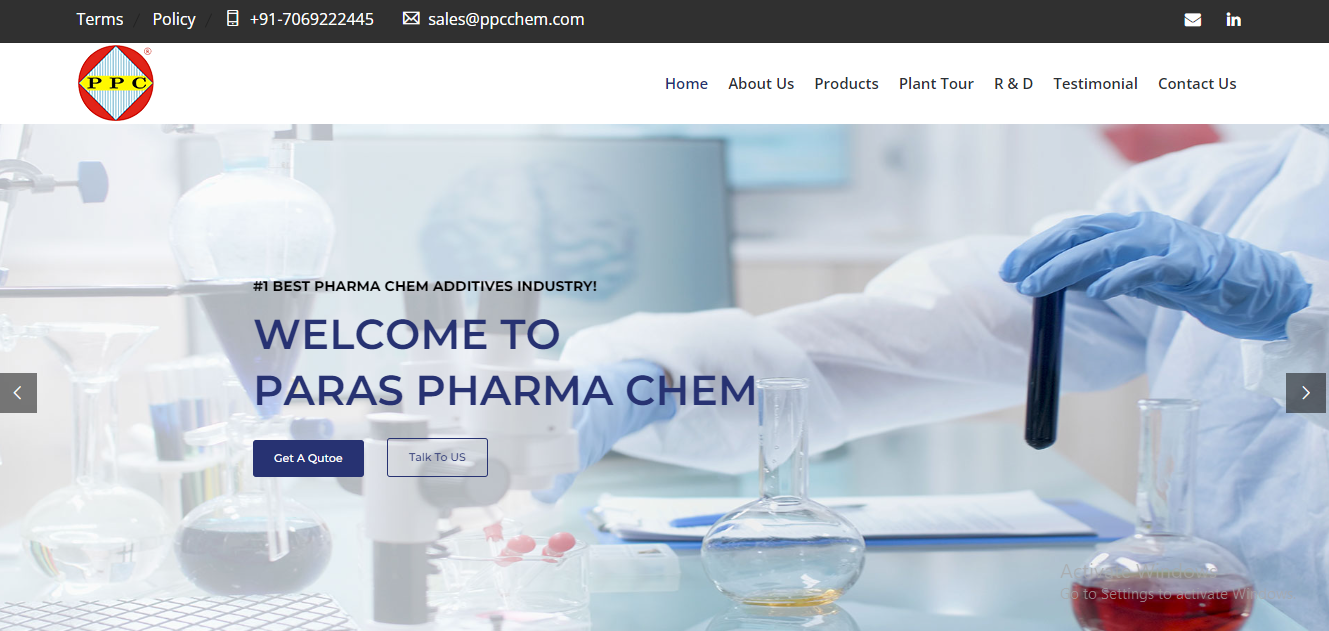 Terms / Policy / +91-7069222445 sales@ppcchem.com
®
PPC
Home About Us Products Plant Tour R & D Testimonial Contact Us
#1 BEST PHARMA CHEM ADDITIVES INDUSTRY!
WELCOME TO
PARAS PHARMA CHEM
Get A Qutoe Talk To US
Activate Windows
Go to Settings to activate Windows.